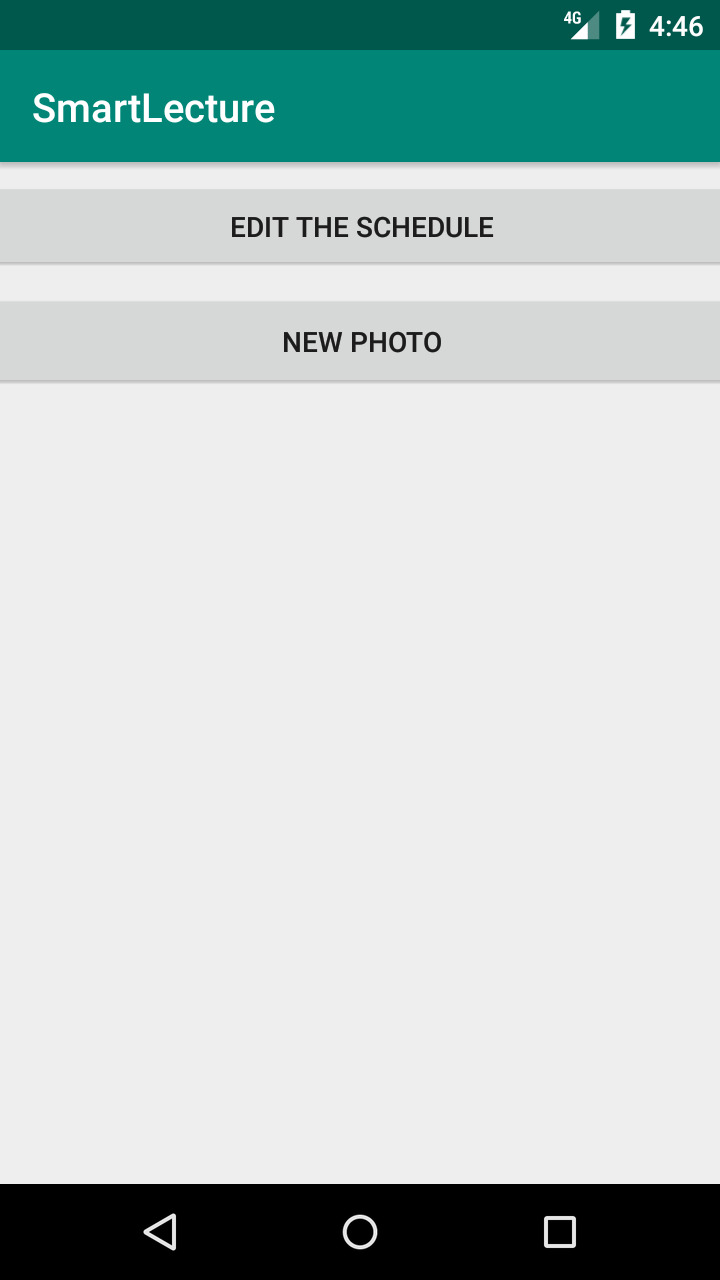 4G 4:46
SmartLecture
EDIT THE SCHEDULE
NEW PHOTO